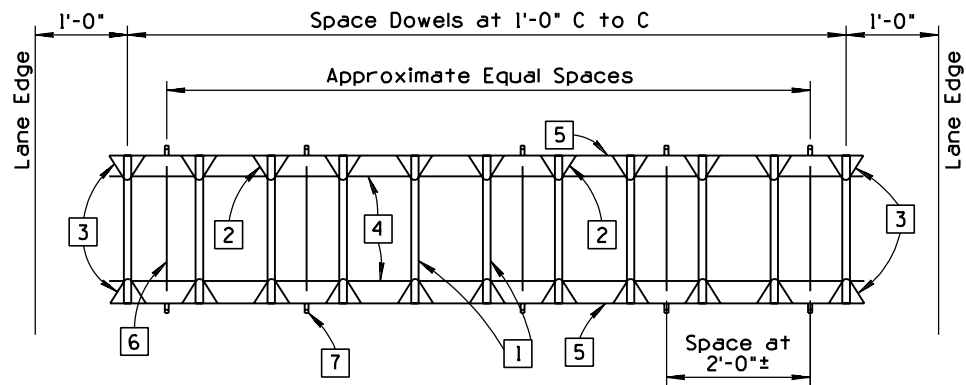 1'-0"
Space Dowels at 1'-0" C to C
1'-0"
Lane Edge
Approximate Equal Spaces
Lane Edge
5
3
2
4
2
3
6
7
1
5
Space at
2'-0"±